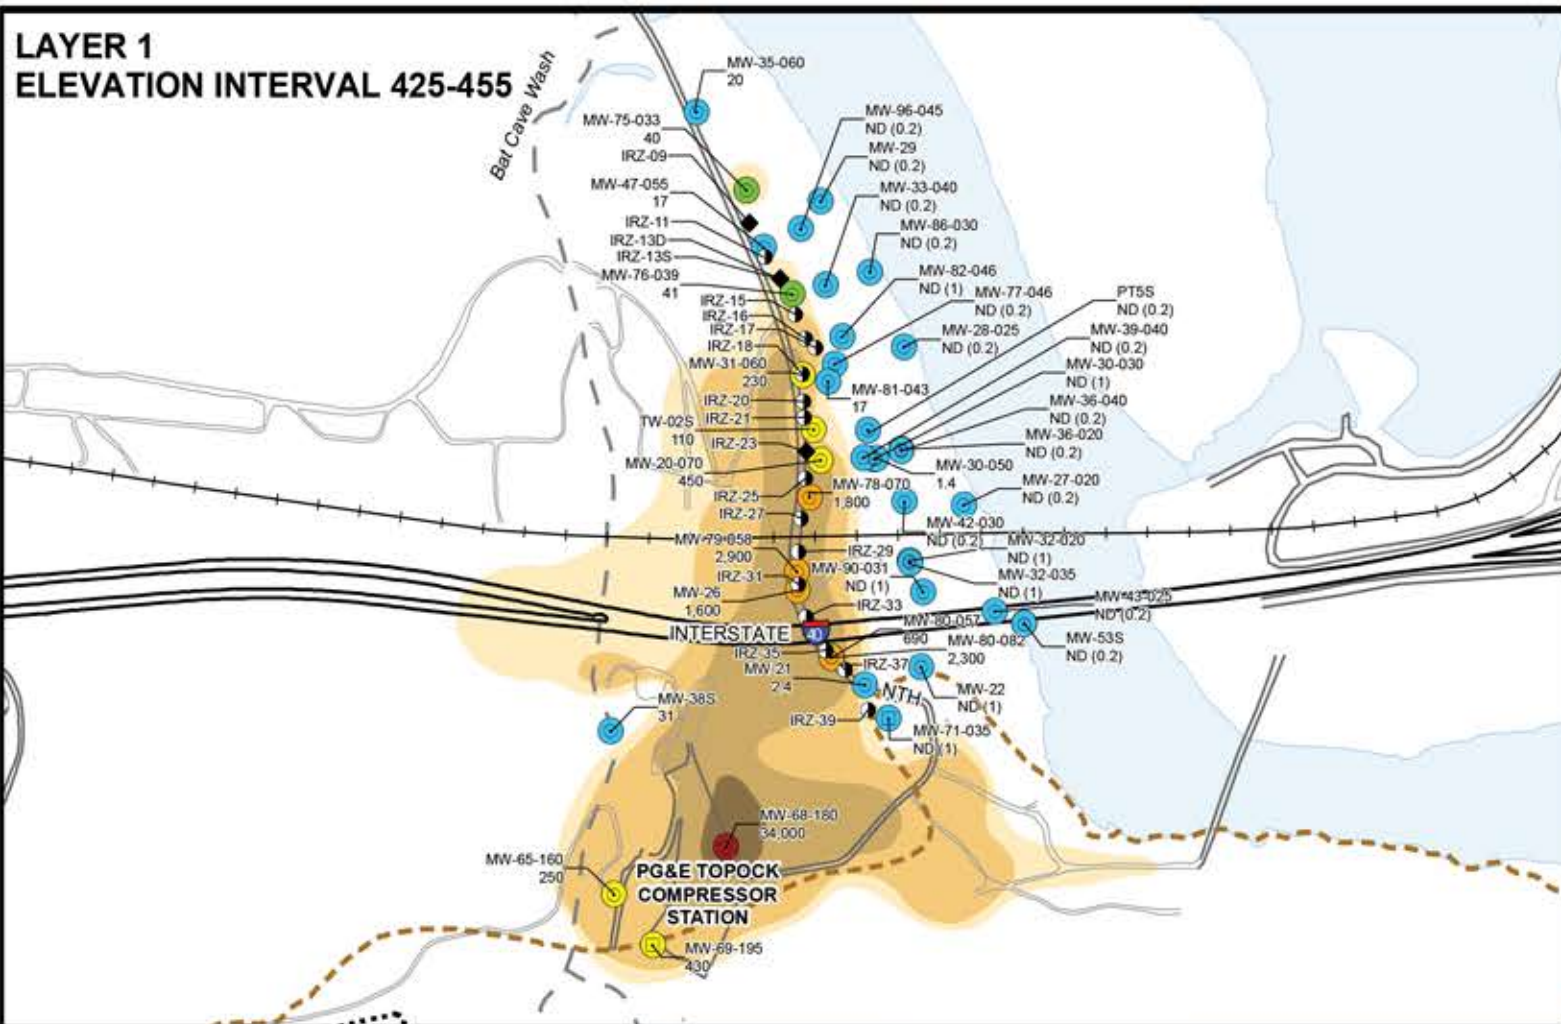 LAYER 1
ELEVATION INTERVAL 425-455
Bat Cave Wash
MW-35-060
20
MW-75-033
40
IRZ-09
MW-47-055
17
IRZ-11
IRZ-13D
IRZ-13S
MW-76-039
41
IRZ-15
IRZ-16
IRZ-17
IRZ-18
MW-31-060
230
IRZ-20
IRZ-21
TW-02S
110
IRZ-23
MW-20-070
450
IRZ-25
IRZ-27
MW-79-058
2,900
IRZ-31
MW-26
1,600
MW-96-045
ND (0.2)
MW-29
ND (0.2)
MW-33-040
ND (0.2)
MW-86-030
ND (0.2)
MW-82-046
ND (1)
MW-77-046
ND (0.2)
MW-28-025
ND (0.2)
PT5S
ND (0.2)
MW-39-040
ND (0.2)
MW-30-030
ND (1)
MW-36-040
ND (0.2)
MW-36-020
ND (0.2)
MW-81-043
17
MW-30-050
1.4
MW-27-020
ND (0.2)
MW-78-070
1,800
MW-42-030
ND (0.2)
MW-32-020
ND (1)
MW-32-035
ND (1)
IRZ-29
MW-90-031
ND (1)
IRZ-33
MW-43-025
ND (0.2)
MW-53S
ND (0.2)
INTERSTATE
40
MW-80-057
690
MW-80-082
2,300
IRZ-35
IRZ-37
MW-21
2.4
NTH
MW-22
ND (1)
IRZ-39
MW-71-035
ND (1)
MW-38S
31
MW-68-180
34,000
MW-65-160
250
PG&E TOPOCK
COMPRESSOR
STATION
MW-69-195
430